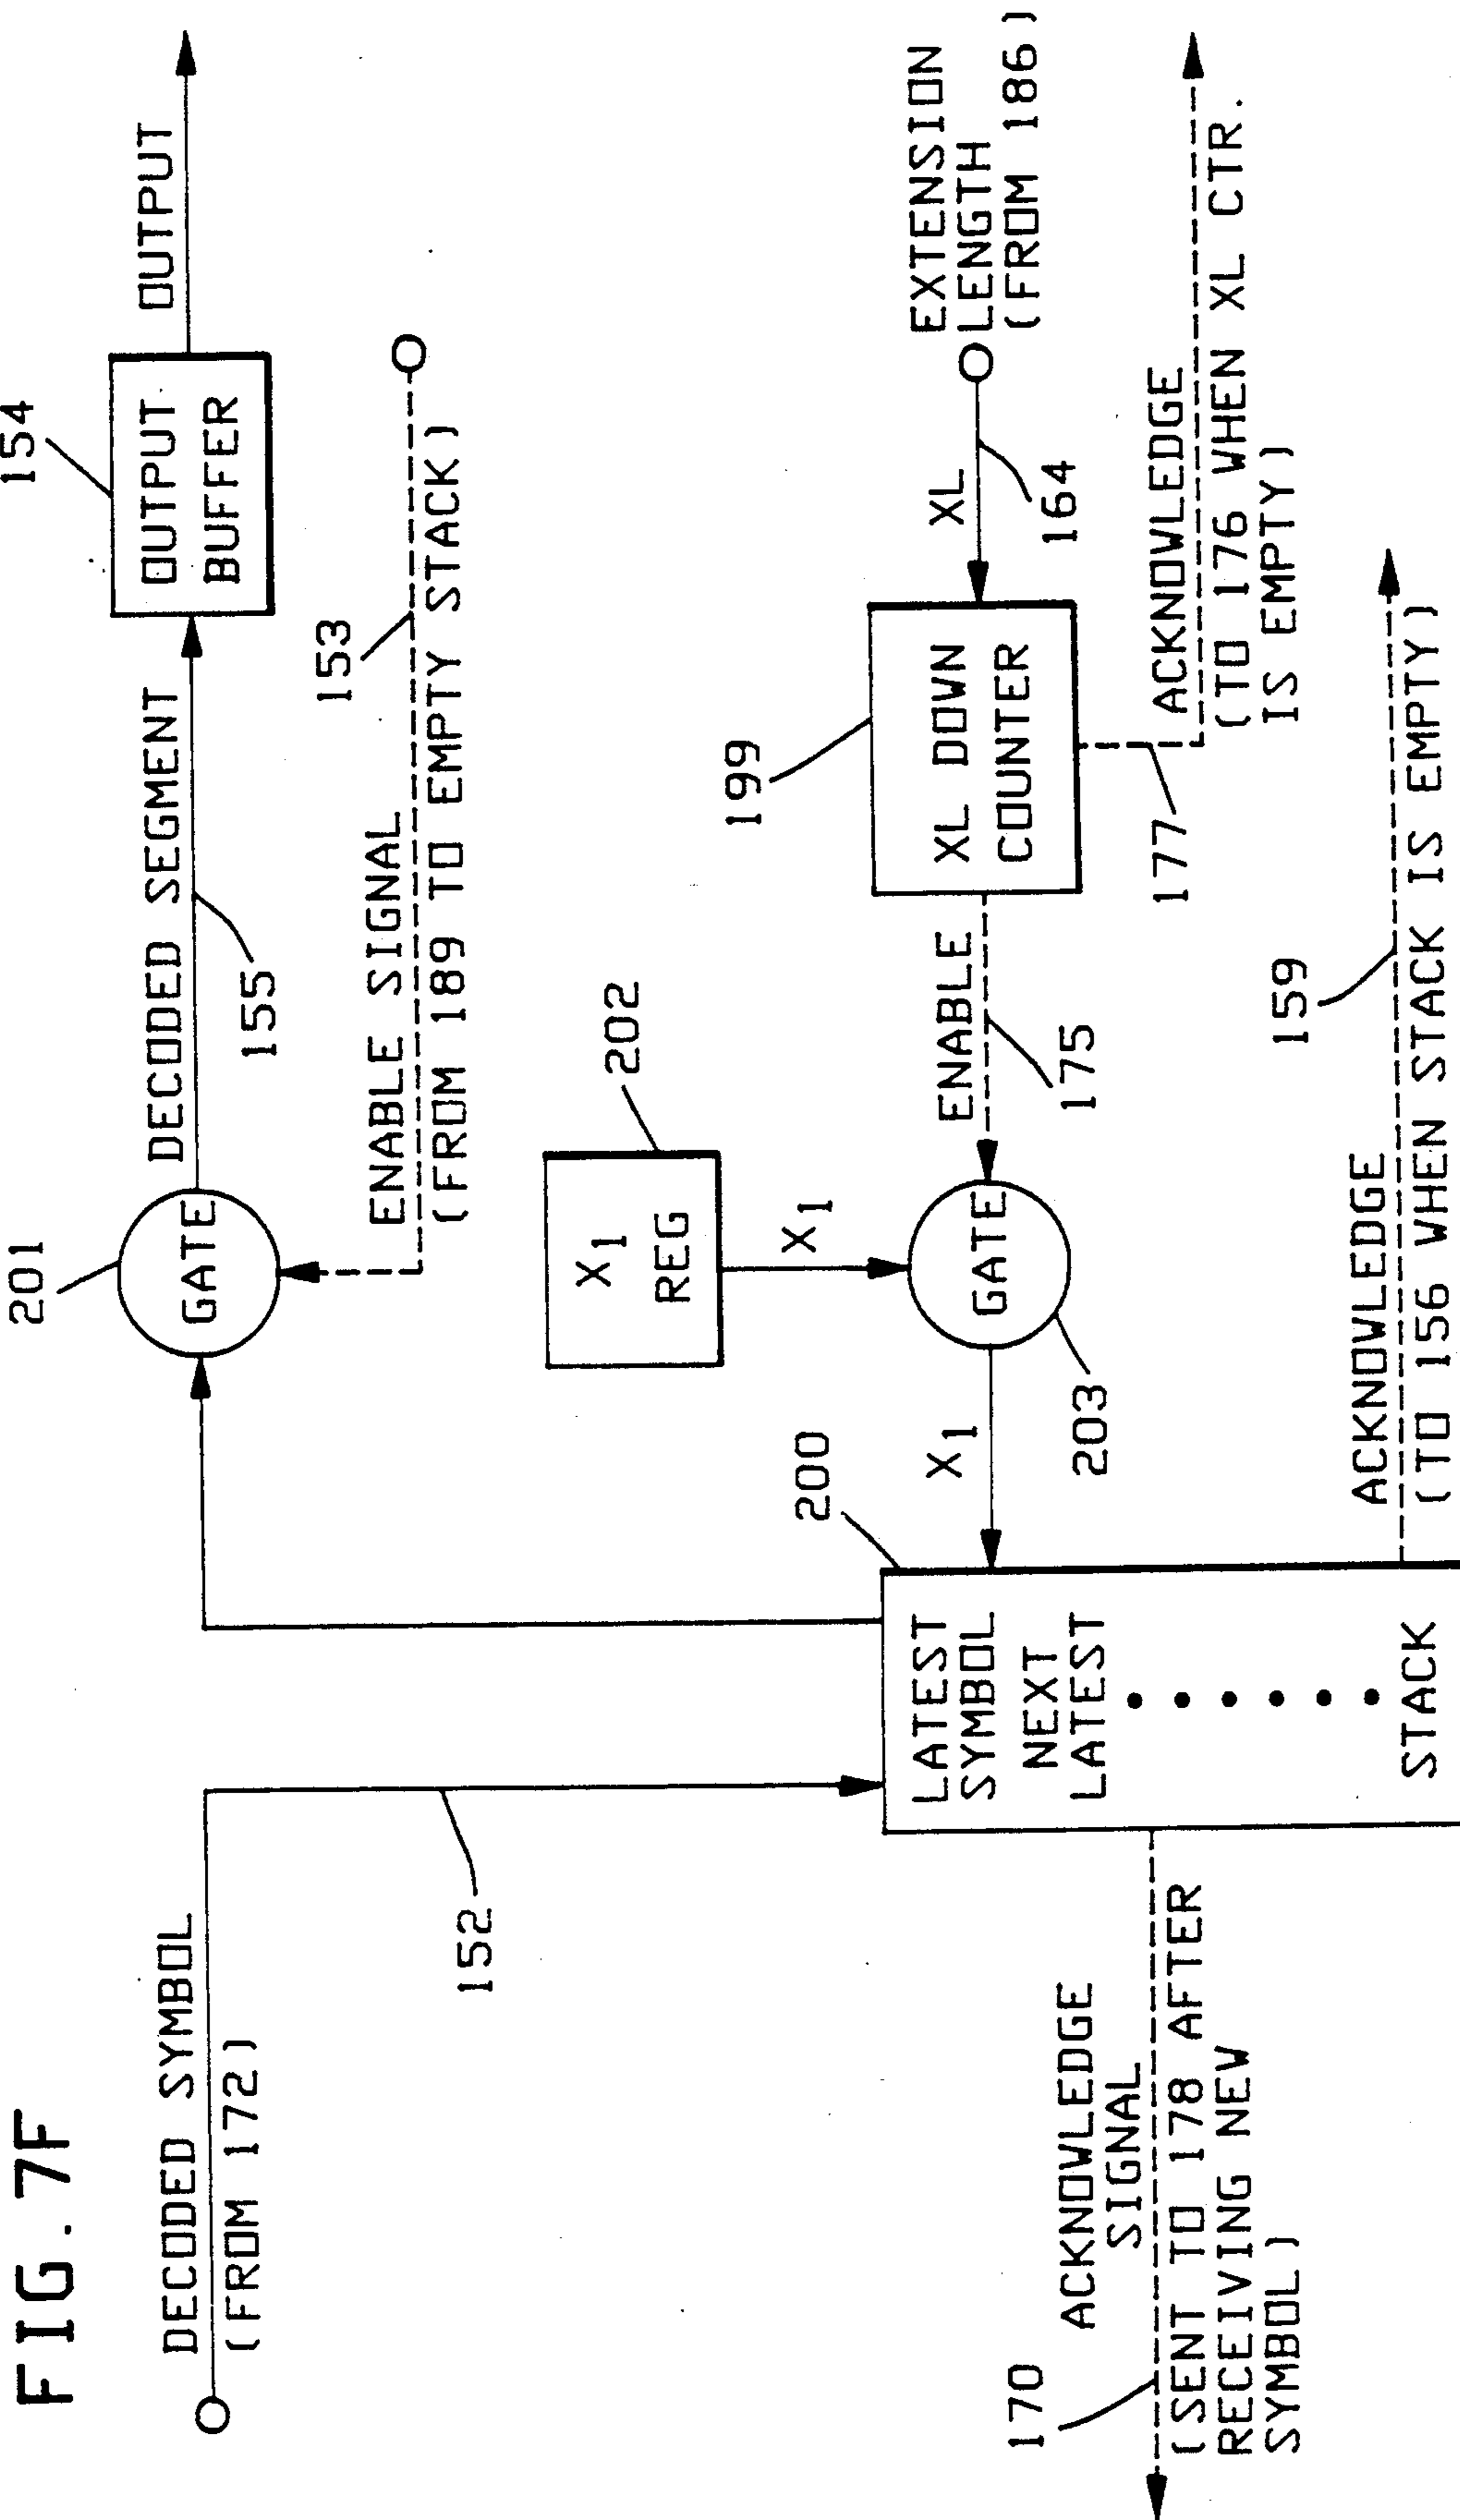 FIG. 7F
DECODED SYMBOL
(FROM 172)
152
201
GATE
DECODED SEGMENT
155
154
OUTPUT
BUFFER
OUTPUT
153
ENABLE SIGNAL
(FROM 189 TO EMPTY STACK)
X1
REG
202
X1
199
XL DOWN
COUNTER
XL
164
EXTENSION
LENGTH
(FROM 186)
ENABLE
175
GATE
203
X1
200
LATEST
SYMBOL
NEXT
LATEST
STACK
177
ACKNOWLEDGE
(TO 176 WHEN XL CTR.
IS EMPTY)
159
ACKNOWLEDGE
(TO 156 WHEN STACK IS EMPTY)
170
ACKNOWLEDGE
SIGNAL
(SENT TO 178 AFTER
RECEIVING NEW
SYMBOL)